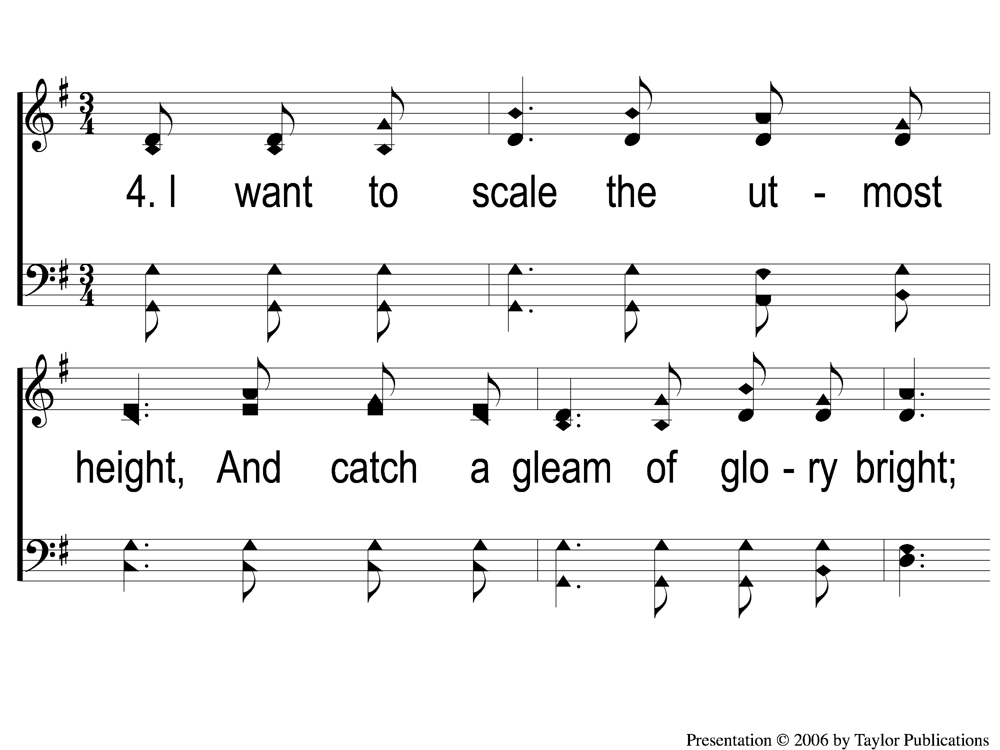 4. I want to scale the ut - most
height, And catch a gleam of glo - ry bright;
Presentation © 2006 by Taylor Publications